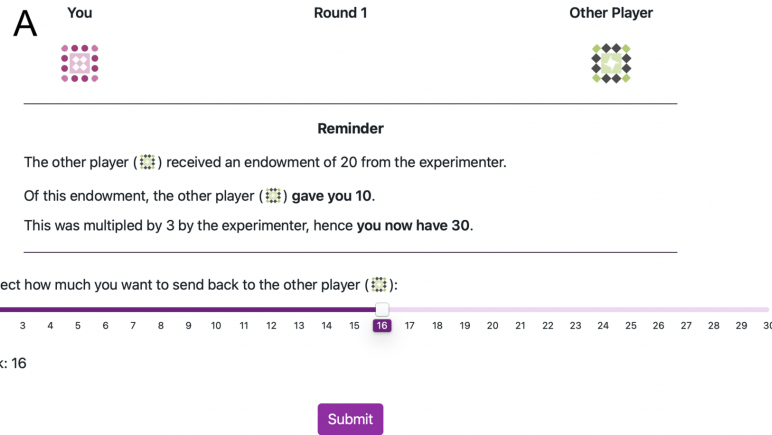 A
You Round 1 Other Player
Reminder
The other player ( ) received an endowment of 20 from the experimenter.
Of this endowment, the other player ( ) gave you 10.
This was multipled by 3 by the experimenter, hence you now have 30.
ect how much you want to send back to the other player ( ):
3 4 5 6 7 8 9 10 11 12 13 14 15 16 17 18 19 20 21 22 23 24 25 26 27 28 29 30
k: 16
Submit